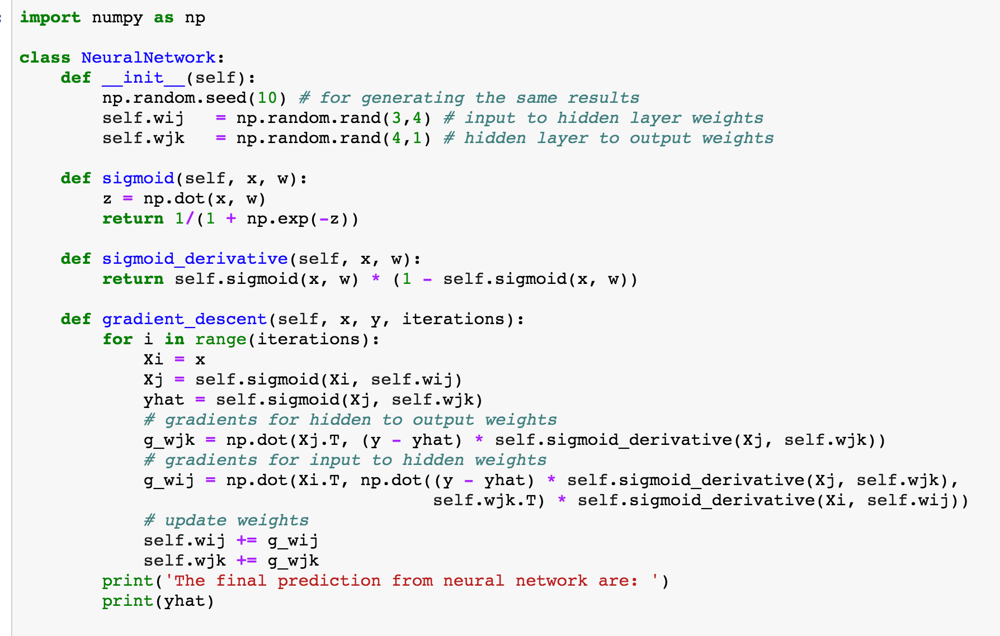 import numpy as np
class NeuralNetwork:
    def __init__(self):
        np.random.seed(10) # for generating the same results
        self.wij   = np.random.rand(3,4) # input to hidden layer weights
        self.wjk   = np.random.rand(4,1) # hidden layer to output weights
    def sigmoid(self, x, w):
        z = np.dot(x, w)
        return 1/(1 + np.exp(-z))
    def sigmoid_derivative(self, x, w):
        return self.sigmoid(x, w) * (1 - self.sigmoid(x, w))
    def gradient_descent(self, x, y, iterations):
        for i in range(iterations):
            Xi = x
            Xj = self.sigmoid(Xi, self.wij)
            yhat = self.sigmoid(Xj, self.wjk)
            # gradients for hidden to output weights
            g_wjk = np.dot(Xj.T, (y - yhat) * self.sigmoid_derivative(Xj, self.wjk))
            # gradients for input to hidden weights
            g_wij = np.dot(Xi.T, np.dot((y - yhat) * self.sigmoid_derivative(Xj, self.wjk),
                                        self.wjk.T) * self.sigmoid_derivative(Xi, self.wij))
            # update weights
            self.wij += g_wij
            self.wjk += g_wjk
        print('The final prediction from neural network are: ')
        print(yhat)